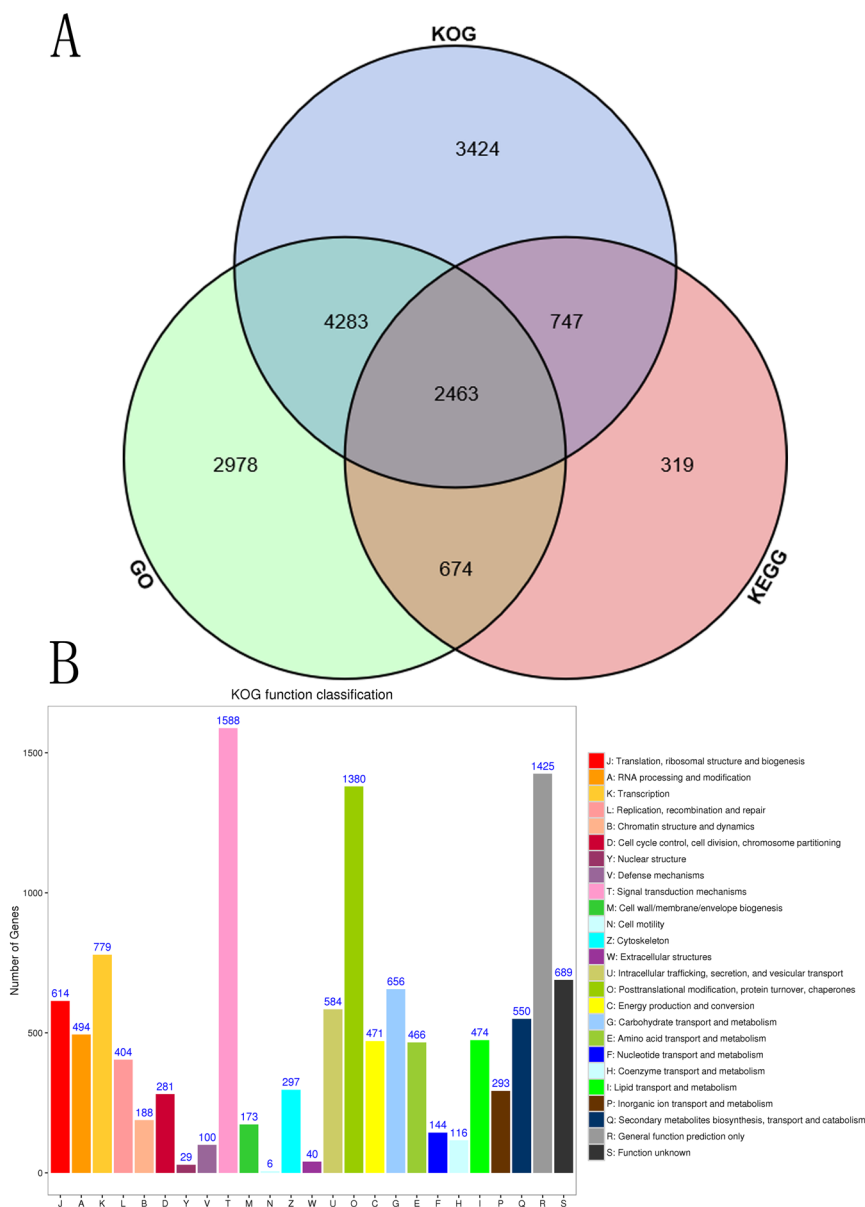 A
KOG
3424
4283
747
2463
2978
319
674
GO
KEGG
B
KOG function classification
Number of Genes
1500
1000
500
0
614
494
779
404
188
281
29
100
1588
173
6
297
40
584
1380
471
656
466
144
116
474
293
550
1425
689
J A K L B D Y V T M N Z W U O C G E F H I P Q R S
J: Translation, ribosomal structure and biogenesis
A: RNA processing and modification
K: Transcription
L: Replication, recombination and repair
B: Chromatin structure and dynamics
D: Cell cycle control, cell division, chromosome partitioning
Y: Nuclear structure
V: Defense mechanisms
T: Signal transduction mechanisms
M: Cell wall/membrane/envelope biogenesis
N: Cell motility
Z: Cytoskeleton
W: Extracellular structures
U: Intracellular trafficking, secretion, and vesicular transport
O: Posttranslational modification, protein turnover, chaperones
C: Energy production and conversion
G: Carbohydrate transport and metabolism
E: Amino acid transport and metabolism
F: Nucleotide transport and metabolism
H: Coenzyme transport and metabolism
I: Lipid transport and metabolism
P: Inorganic ion transport and metabolism
Q: Secondary metabolites biosynthesis, transport and catabolism
R: General function prediction only
S: Function unknown